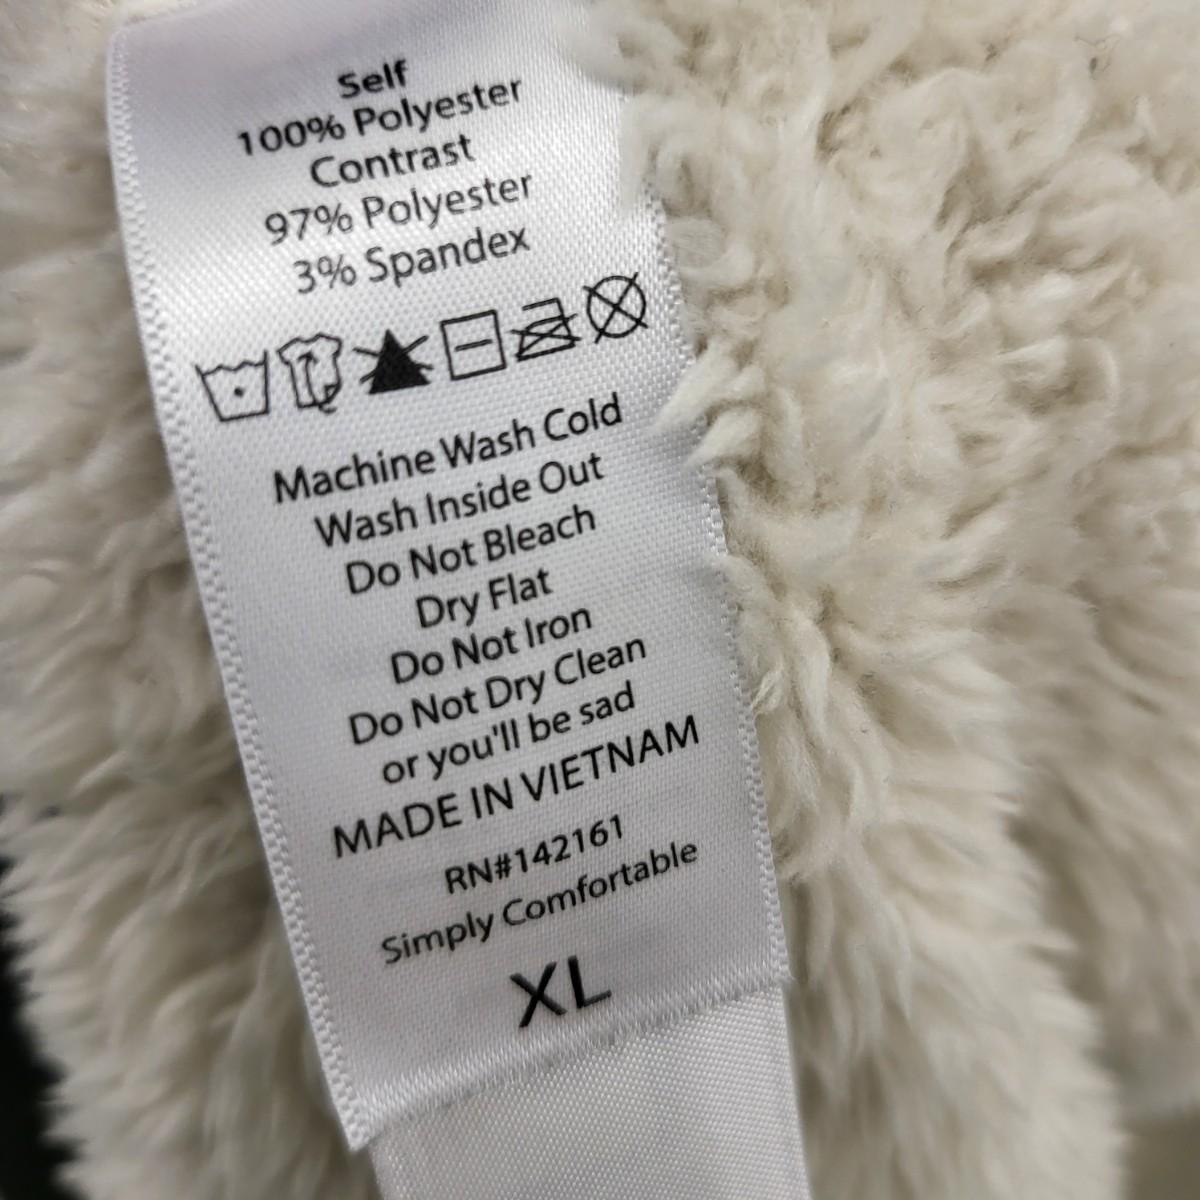 Self
100% Polyester
Contrast
97% Polyester
3% Spandex
Machine Wash Cold
Wash Inside Out
Do Not Bleach
Dry Flat
Do Not Iron
Do Not Dry Clean
or you'll be sad
MADE IN VIETNAM
RN#142161
Simply Comfortable
XL